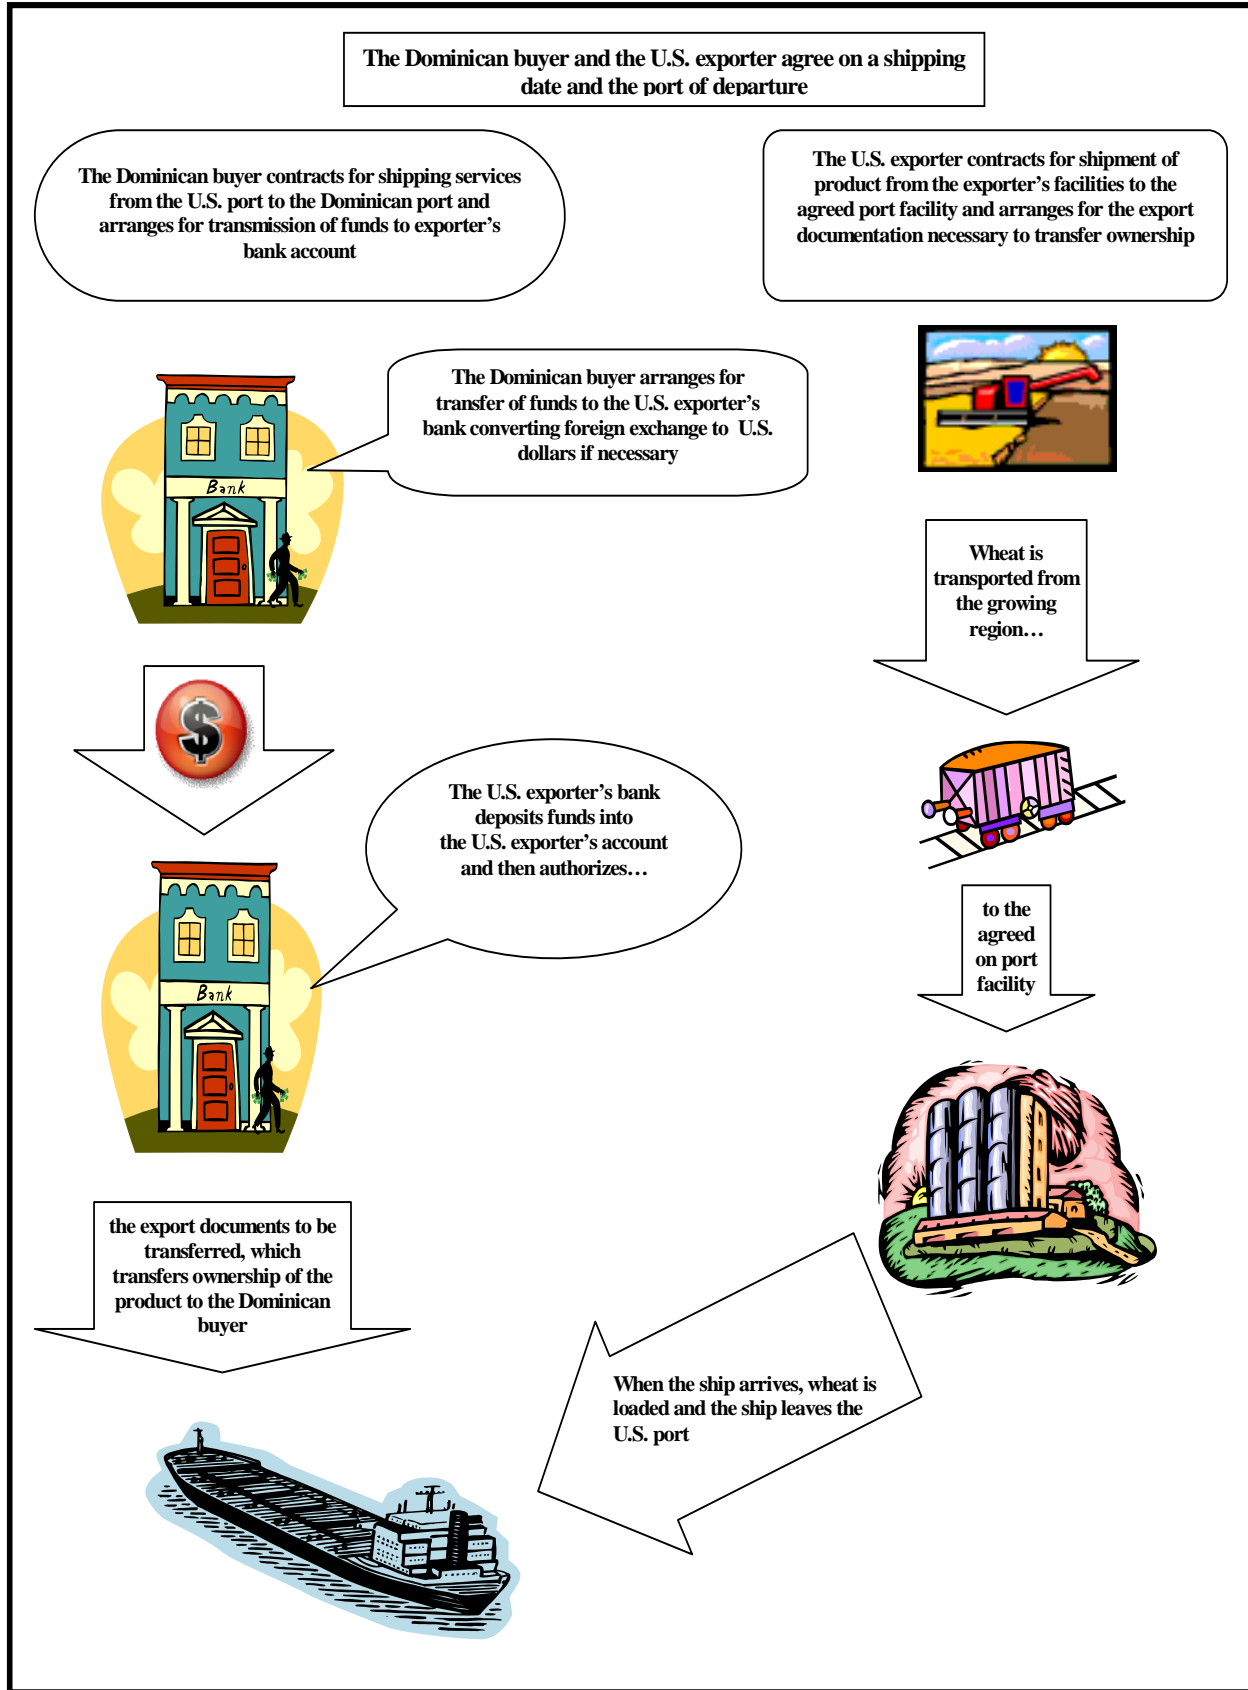 The Dominican buyer and the U.S. exporter agree on a shipping
date and the port of departure
The Dominican buyer contracts for shipping services
from the U.S. port to the Dominican port and
arranges for transmission of funds to exporter's
bank account
The U.S. exporter contracts for shipment of
product from the exporter's facilities to the
agreed port facility and arranges for the export
documentation necessary to transfer ownership
The Dominican buyer arranges for
transfer of funds to the U.S. exporter's
bank converting foreign exchange to U.S.
dollars if necessary
Bank
Wheat is
transported from
the growing
region…
$
The U.S. exporter's bank
deposits funds into
the U.S. exporter's account
and then authorizes…
to the
agreed
on port
facility
Bank
the export documents to be
transferred, which
transfers ownership of the
product to the Dominican
buyer
When the ship arrives, wheat is
loaded and the ship leaves the
U.S. port